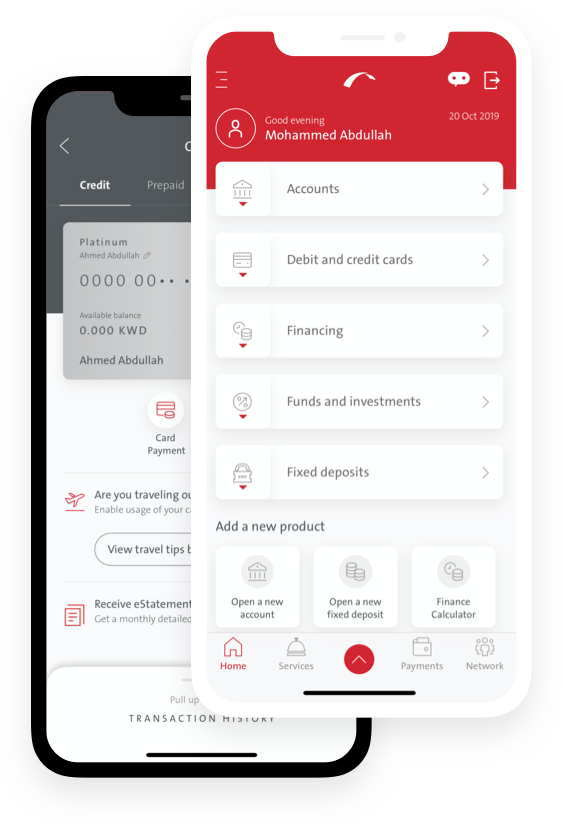 Good evening
Mohammed Abdullah
20 Oct 2019
Accounts
Debit and credit cards
Financing
Funds and investments
Fixed deposits
Add a new product
Open a new
account
Open a new
fixed deposit
Finance
Calculator
Home
Services
Payments
Network
Credit
Prepaid
Platinum
Ahmed Abdullah
0000 00•• •
Available balance
0.000 KWD
Ahmed Abdullah
Card
Payment
Are you traveling
Enable usage of your
View travel tips
Receive eStatement
Get a monthly detailed
Pull up
TRANSACTION HISTORY